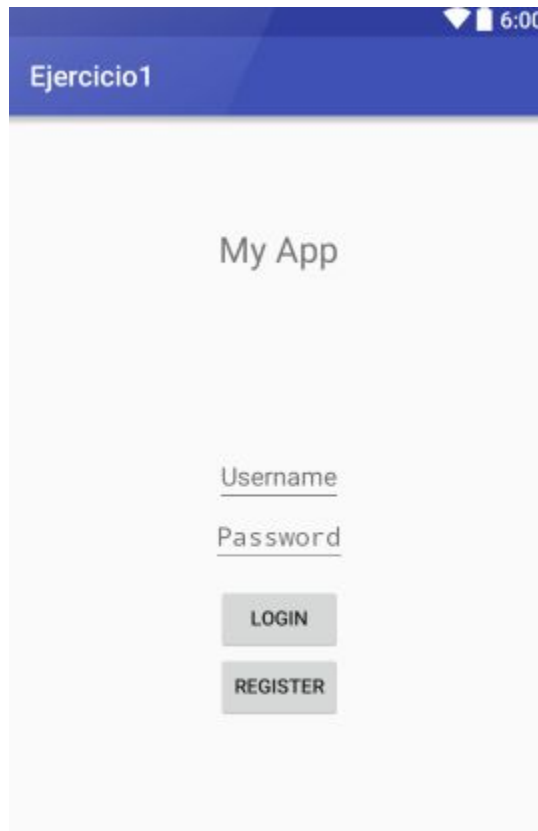 6:00
Ejercicio1
My App
Username
Password
LOGIN
REGISTER